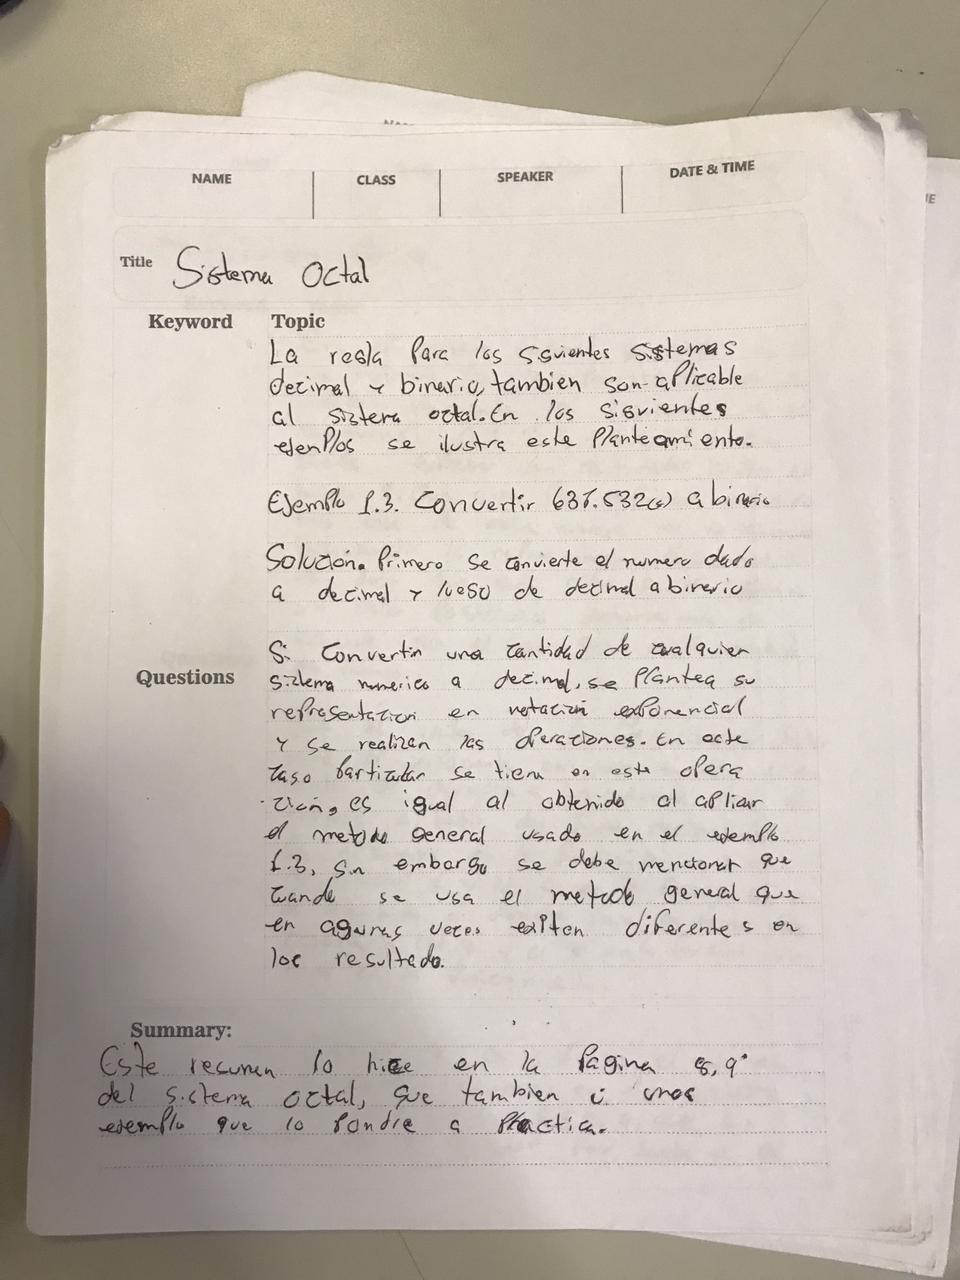 NAME
CLASS
SPEAKER
DATE & TIME
Title Sistema Octal
Keyword Topic
La regla Para los siguientes sistemas
decimal y binario, tambien son aplicable
al sistema octal. En los siguientes
ejemplos se ilustra este Planteamiento.
Ejemplo 1.3. Convertir 637.532(8) a binario
Solución. Primero se convierte el numero dado
a decimal y luego de decimal a binario
Si Convertin una cantidad de cualquier
Questions
sistema numerico a decimal, se Plantea su
representacion en notación exponencial
y se realizan las operaciones. En este
caso Particular se tiene en este opera
ción, es igual al obtenido al aplicar
el metodo general usado en el ejemplo
1.3, sin embargo se debe mencionar que
cuando se usa el metodo general que
en agunas veces exiten diferentes en
los resultado.
Summary:
Este resumen lo hice en la Pagina 8, 9
del sistema octal, que tambien i unos
ejemplo que lo Pondre a Practica.